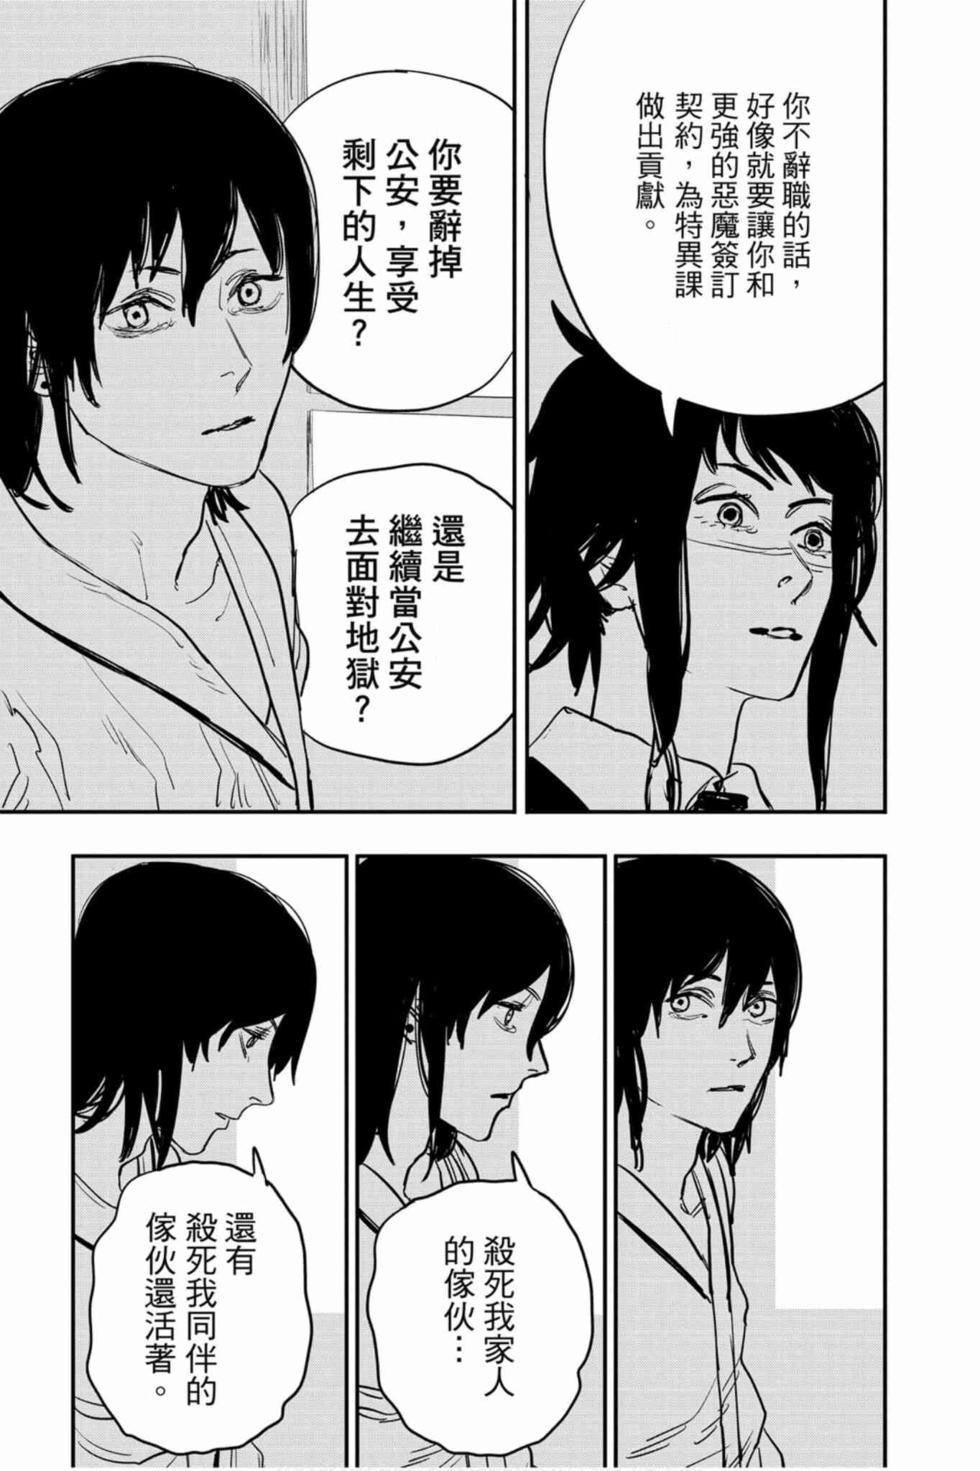 你不辭職的話，
好像就要讓你和
更強的惡魔簽訂
契約，為特異課
做出貢獻。
你要辭掉
公安，享受
剩下的人生？
還是
繼續當公安
去面對地獄？
殺死我家人
的傢伙…
還有
殺死我同伴的
傢伙還活著。